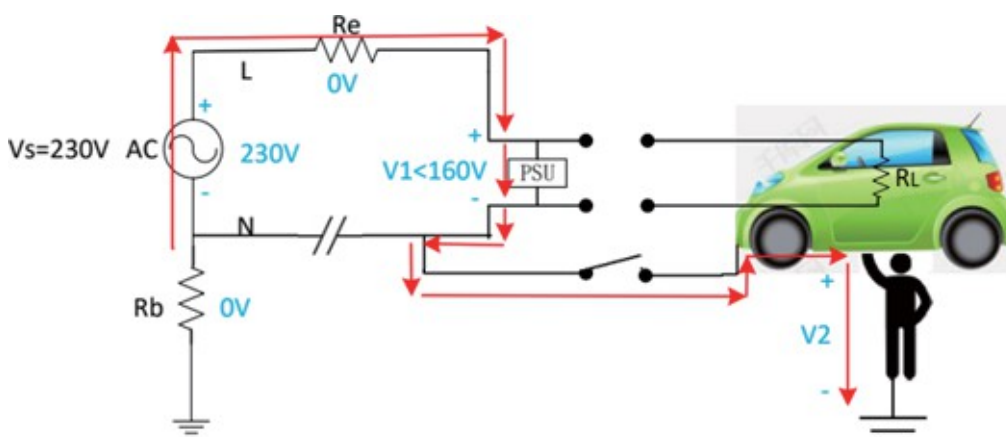 Re
L
0V
+
Vs=230V AC
230V
-
+
V1<160V
-
PSU
RL
N
Rb
0V
+
V2
-